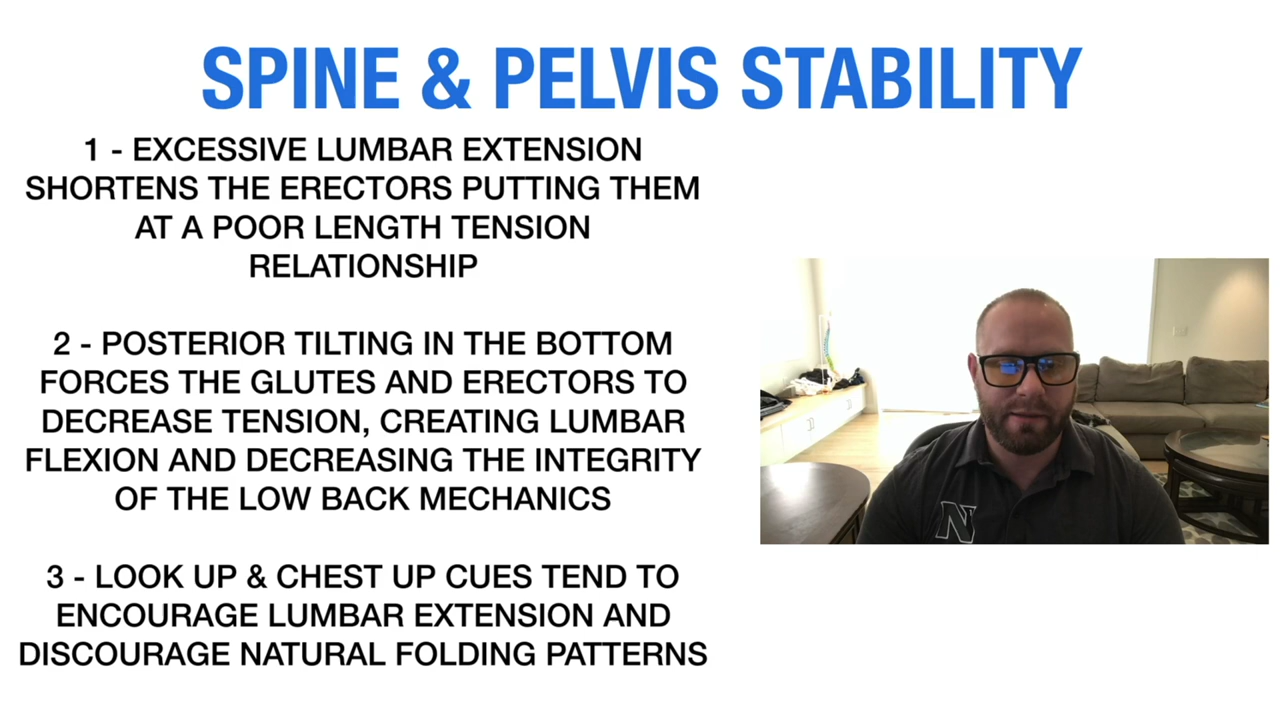 SPINE & PELVIS STABILITY
1 - EXCESSIVE LUMBAR EXTENSION
SHORTENS THE ERECTORS PUTTING THEM
AT A POOR LENGTH TENSION
RELATIONSHIP
2 - POSTERIOR TILTING IN THE BOTTOM
FORCES THE GLUTES AND ERECTORS TO
DECREASE TENSION, CREATING LUMBAR
FLEXION AND DECREASING THE INTEGRITY
OF THE LOW BACK MECHANICS
3 - LOOK UP & CHEST UP CUES TEND TO
ENCOURAGE LUMBAR EXTENSION AND
DISCOURAGE NATURAL FOLDING PATTERNS
N